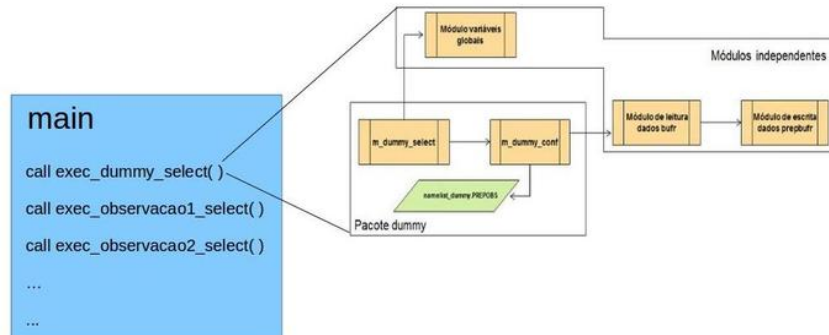 main
call exec_dummy_select( )
call exec_observacao1_select( )
call exec_observacao2_select( )
...
...
Módulo variáveis
globais
Módulos independentes
m_dummy_select
m_dummy_conf
Módulo de leitura
dados bufr
Módulo de escrita
dados prepbufr
namelist_dummy.PREPOBS
Pacote dummy